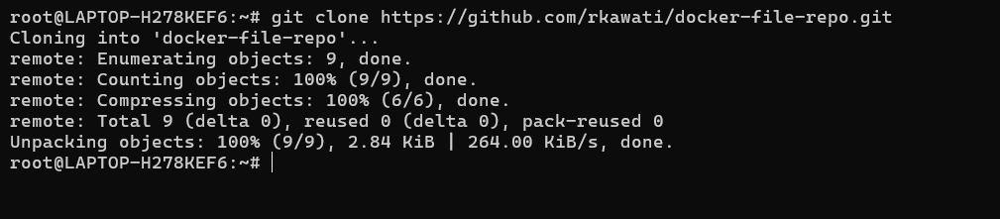 root@LAPTOP-H278KEF6:~# git clone https://github.com/rkawati/docker-file-repo.git
Cloning into 'docker-file-repo'...
remote: Enumerating objects: 9, done.
remote: Counting objects: 100% (9/9), done.
remote: Compressing objects: 100% (6/6), done.
remote: Total 9 (delta 0), reused 0 (delta 0), pack-reused 0
Unpacking objects: 100% (9/9), 2.84 KiB | 264.00 KiB/s, done.
root@LAPTOP-H278KEF6:~#